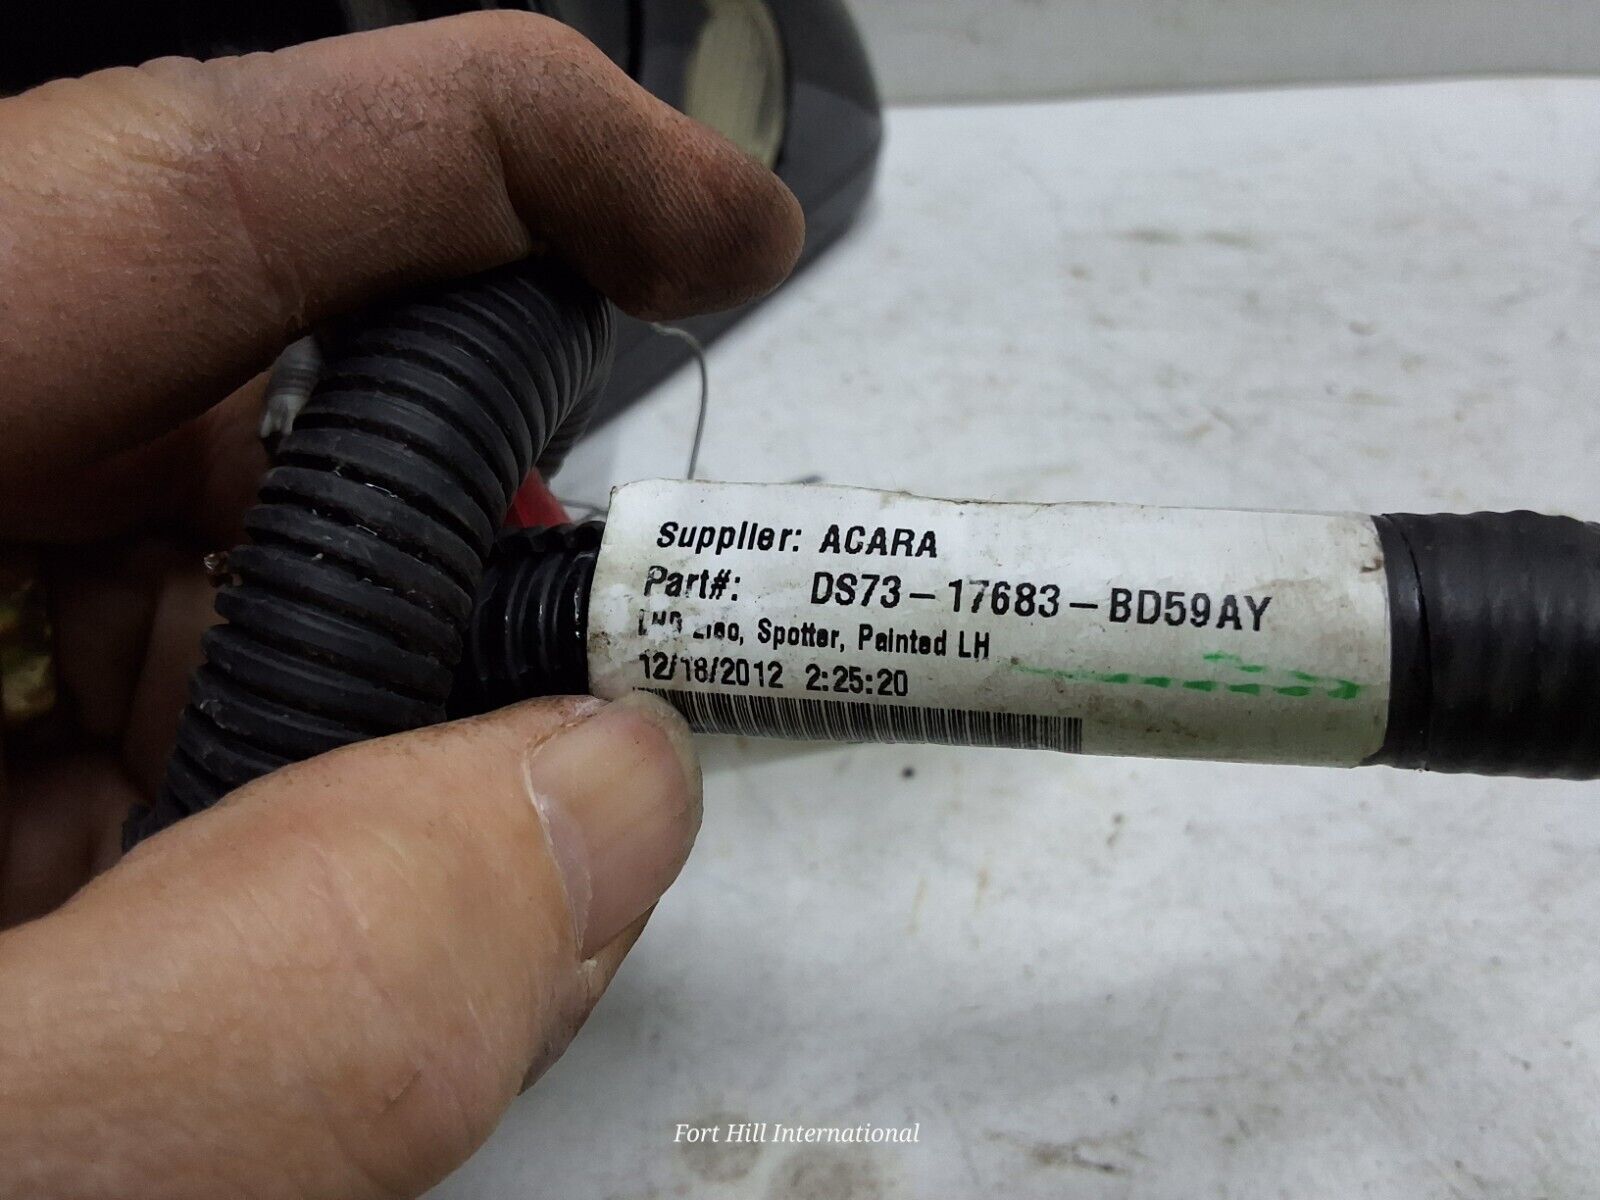 Supplier: ACARA
Part#: DS73-17683-BD59AY
Spotter, Painted LH
12/18/2012 2:25:20
Fort Hill International